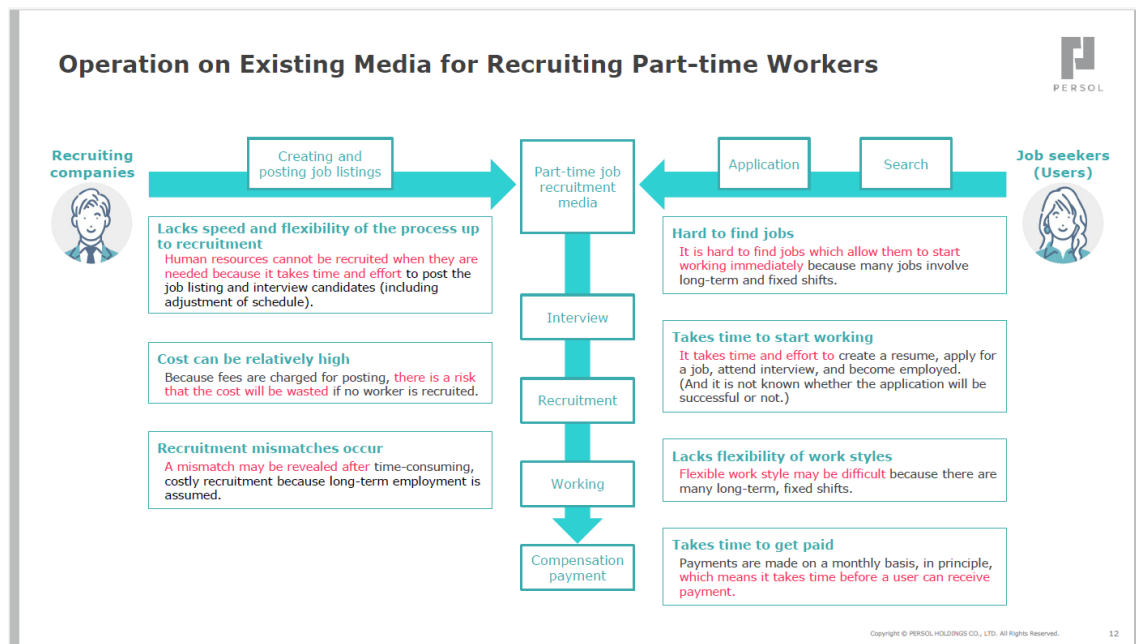 Operation on Existing Media for Recruiting Part-time Workers
PERSOL
Recruiting
companies
Creating and
posting job listings
Part-time job
recruitment
media
Application
Search
Job seekers
(Users)
Lacks speed and flexibility of the process up
to recruitment
Human resources cannot be recruited when they are
needed because it takes time and effort to post the
job listing and interview candidates (including
adjustment of schedule).
Cost can be relatively high
Because fees are charged for posting, there is a risk
that the cost will be wasted if no worker is recruited.
Recruitment mismatches occur
A mismatch may be revealed after time-consuming,
costly recruitment because long-term employment is
assumed.
Interview
Recruitment
Working
Compensation
payment
Hard to find jobs
It is hard to find jobs which allow them to start
working immediately because many jobs involve
long-term and fixed shifts.
Takes time to start working
It takes time and effort to create a resume, apply for
a job, attend interview, and become employed.
(And it is not known whether the application will be
successful or not.)
Lacks flexibility of work styles
Flexible work style may be difficult because there are
many long-term, fixed shifts.
Takes time to get paid
Payments are made on a monthly basis, in principle,
which means it takes time before a user can receive
payment.
Copyright © PERSOL HOLDINGS CO., LTD. All Rights Reserved.
12